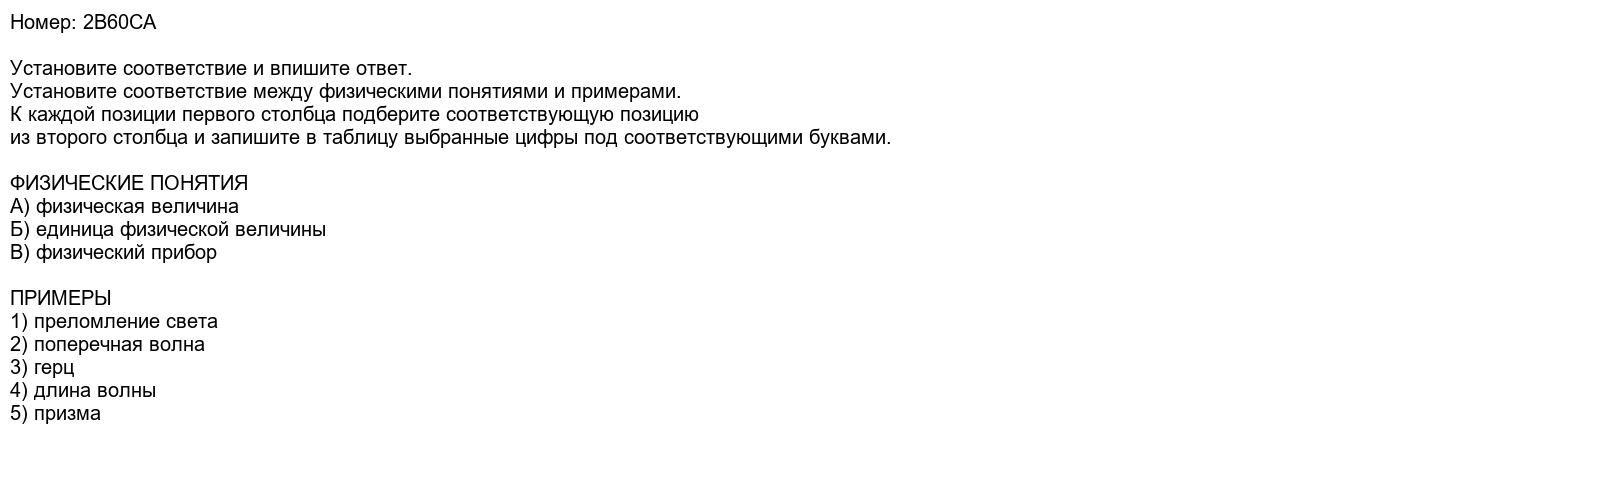 Номер: 2B60CA
Установите соответствие и впишите ответ.
Установите соответствие между физическими понятиями и примерами.
К каждой позиции первого столбца подберите соответствующую позицию
из второго столбца и запишите в таблицу выбранные цифры под соответствующими буквами.
ФИЗИЧЕСКИЕ ПОНЯТИЯ
А) физическая величина
Б) единица физической величины
В) физический прибор
ПРИМЕРЫ
1) преломление света
2) поперечная волна
3) герц
4) длина волны
5) призма